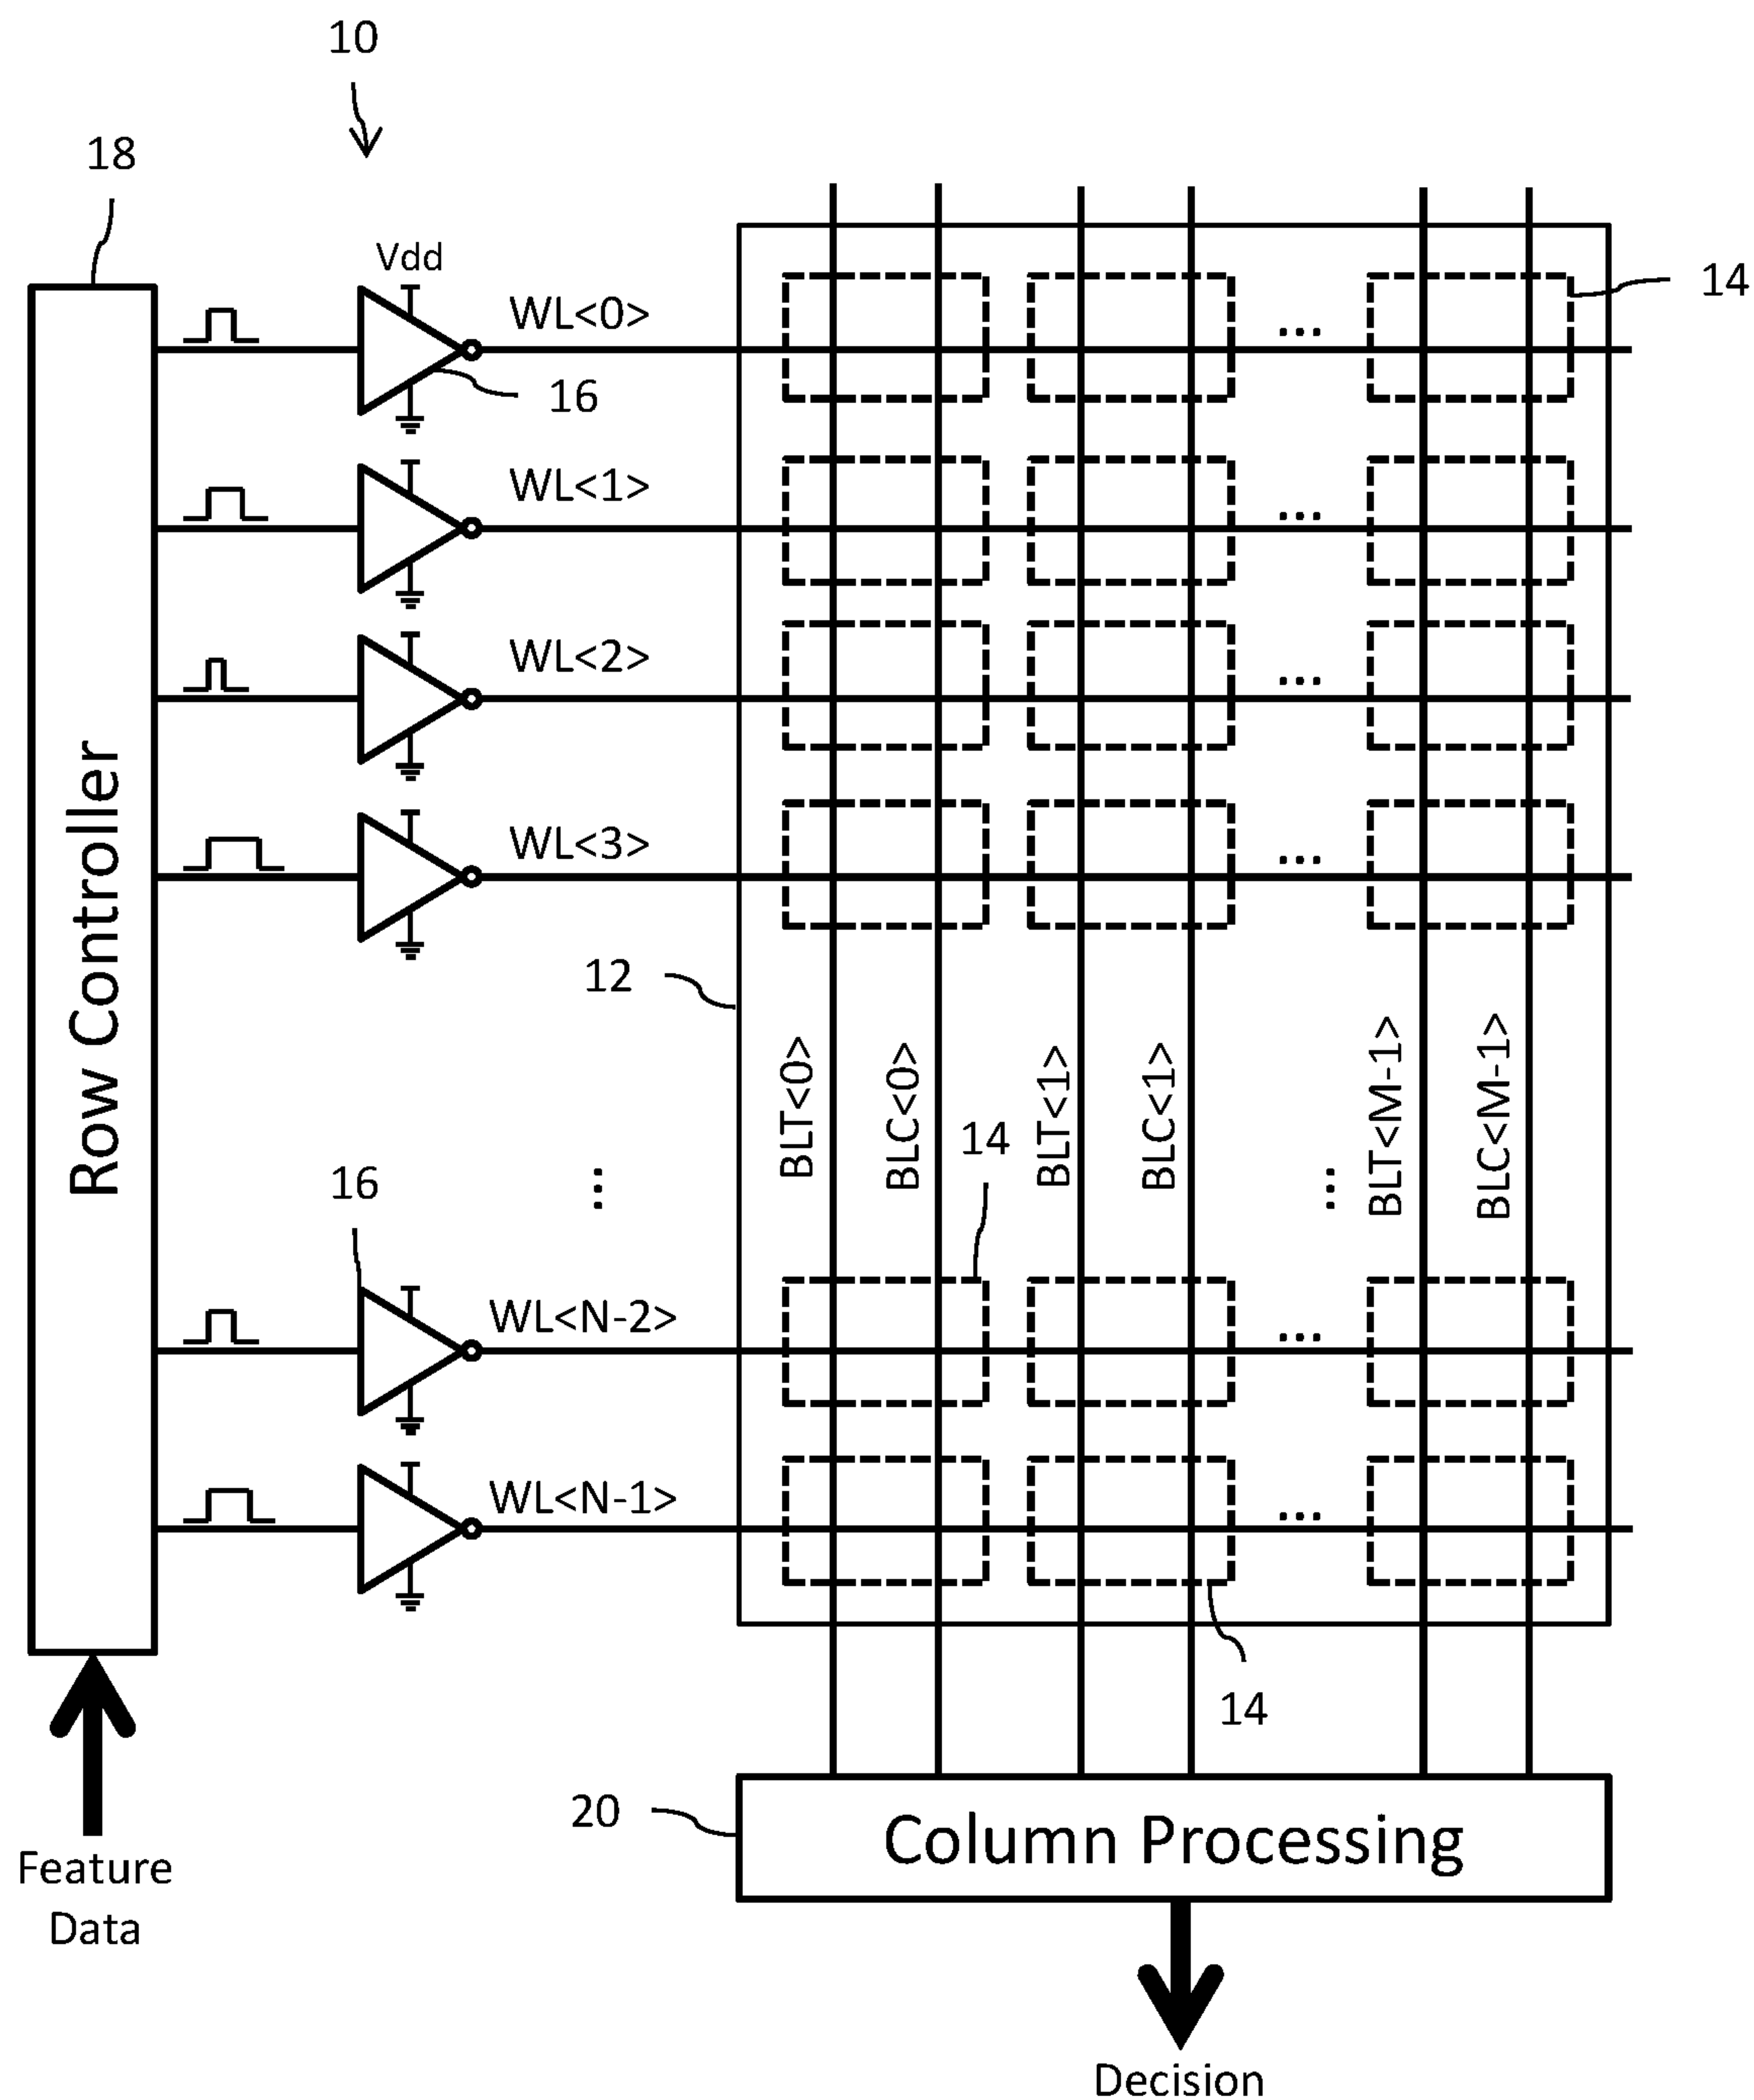 10
18
Vdd
14
WL<0>
16
...
WL<1>
...
WL<2>
...
WL<3>
...
12
Row Controller
BLT<0>
BLC<0>
BLT<1>
BLC<1>
BLT<M-1>
BLC<M-1>
14
16
...
...
WL<N-2>
...
WL<N-1>
...
14
20
Column Processing
Feature
Data
Decision